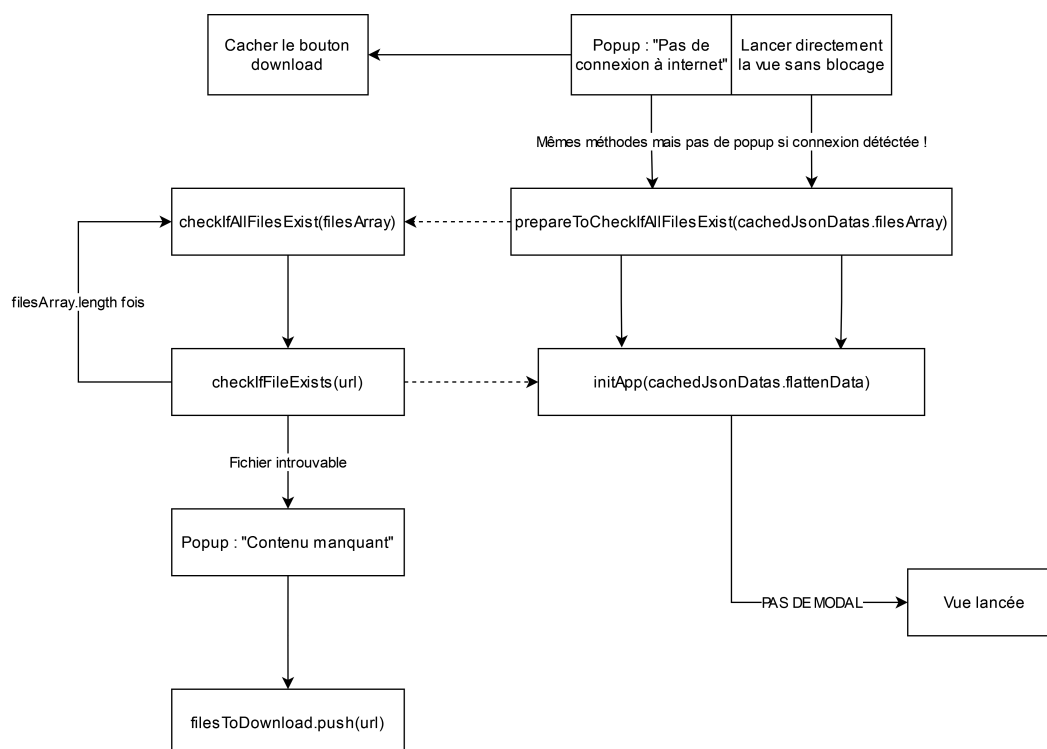 Cacher le bouton
download
Popup : "Pas de
connexion à internet"
Lancer directement
la vue sans blocage
Mêmes méthodes mais pas de popup si connexion détéctée !
checkIfAllFilesExist(filesArray)
prepareToCheckIfAllFilesExist(cachedJsonDatas.filesArray)
filesArray.length fois
checkIfFileExists(url)
initApp(cachedJsonDatas.flattenData)
Fichier introuvable
Popup : "Contenu manquant"
PAS DE MODAL
Vue lancée
filesToDownload.push(url)